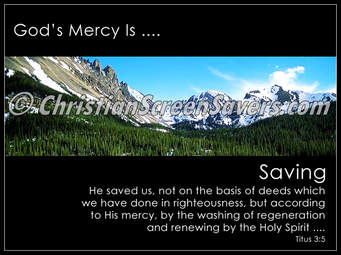 God's Mercy Is ....
© ChristianScreenSavers.com ®
Saving
He saved us, not on the basis of deeds which
we have done in righteousness, but according
to His mercy, by the washing of regeneration
and renewing by the Holy Spirit ....
Titus 3:5